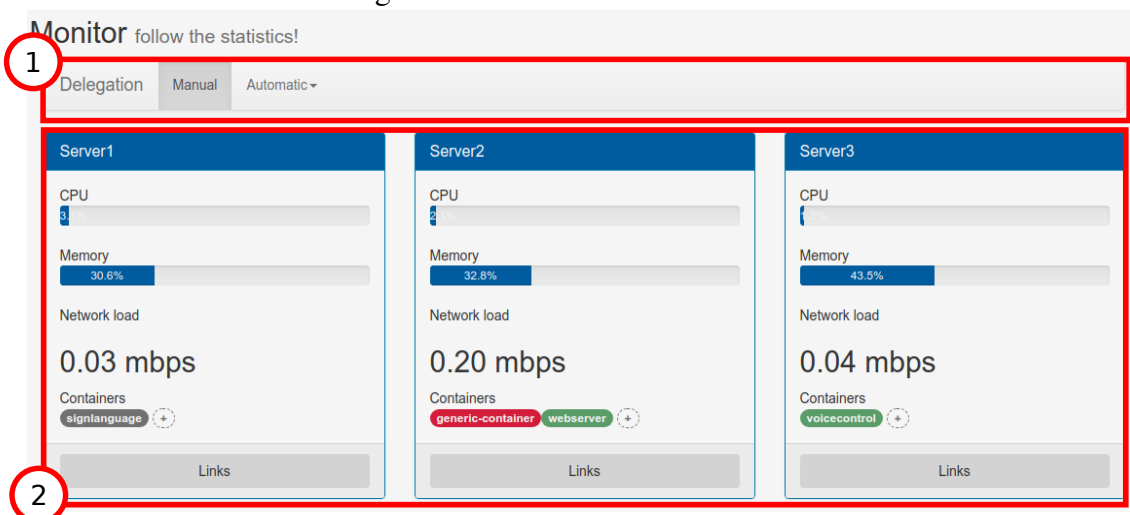 Monitor follow the statistics!
1
Delegation Manual Automatic
Server1 Server2 Server3
CPU CPU CPU
Memory Memory Memory
30.6% 32.8% 43.5%
Network load Network load Network load
0.03 mbps 0.20 mbps 0.04 mbps
Containers Containers Containers
signlanguage + generic-container webserver + voicecontrol +
Links Links Links
2